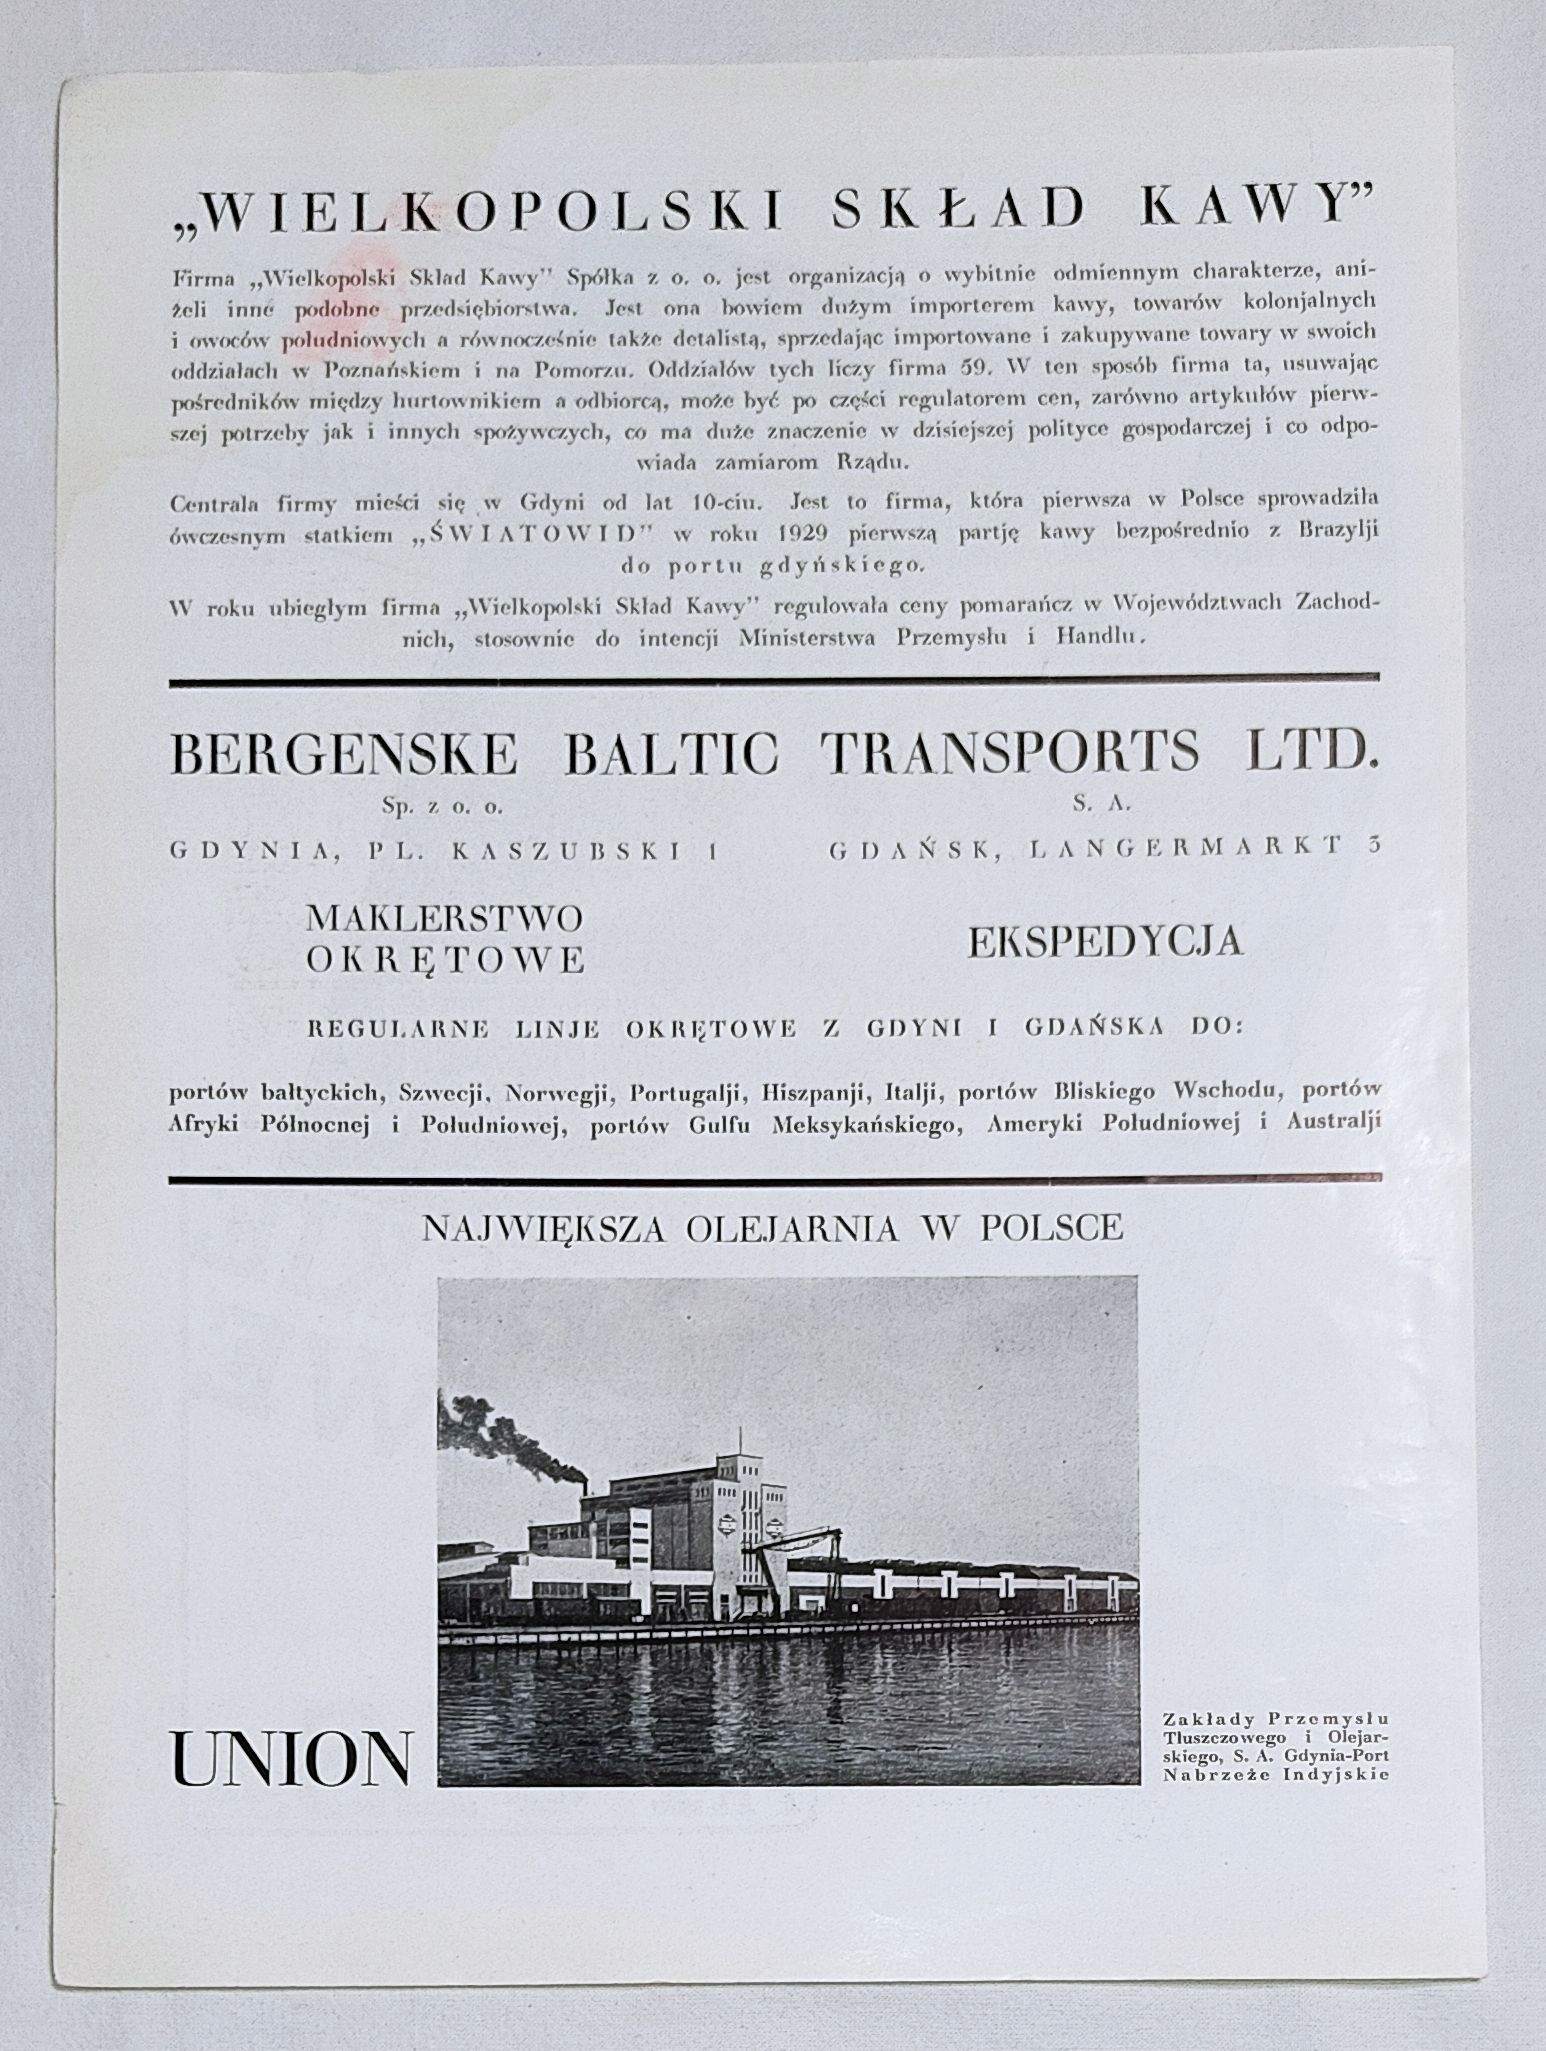 „WIELKOPOLSKI SKŁAD KAWY”
Firma „Wielkopolski Skład Kawy” Spółka z o. o. jest organizacją o wybitnie odmiennym charakterze, ani-
żeli inne podobne przedsiębiorstwa. Jest ona bowiem dużym importerem kawy, towarów kolonjalnych
i owoców południowych a równocześnie także detalistą, sprzedając importowane i zakupywane towary w swoich
oddziałach w Poznańskiem i na Pomorzu. Oddziałów tych liczy firma 59. W ten sposób firma ta, usuwając
pośredników między hurtownikiem a odbiorcą, może być po części regulatorem cen, zarówno artykułów pierw-
szej potrzeby jak i innych spożywczych, co ma duże znaczenie w dzisiejszej polityce gospodarczej i co odpo-
wiada zamiarom Rządu.
Centrala firmy mieści się w Gdyni od lat 10-ciu. Jest to firma, która pierwsza w Polsce sprowadziła
ówczesnym statkiem „ŚWIATOWID” w roku 1929 pierwszą partję kawy bezpośrednio z Brazylji
do portu gdyńskiego.
W roku ubiegłym firma „Wielkopolski Skład Kawy” regulowała ceny pomarańcz w Województwach Zachod-
nich, stosownie do intencji Ministerstwa Przemysłu i Handlu.
BERGENSKE BALTIC TRANSPORTS LTD.
Sp. z o. o. S. A.
GDYNIA, PL. KASZUBSKI 1 GDAŃSK, LANGERMARKT 3
MAKLERSTWO
OKRĘTOWE
EKSPEDYCJA
REGULARNE LINJE OKRĘTOWE Z GDYNI I GDAŃSKA DO:
portów bałtyckich, Szwecji, Norwegji, Portugalji, Hiszpanji, Italji, portów Bliskiego Wschodu, portów
Afryki Północnej i Południowej, portów Gulfu Meksykańskiego, Ameryki Południowej i Australji
NAJWIĘKSZA OLEJARNIA W POLSCE
UNION
Zakłady Przemysłu
Tłuszczowego i Olejar-
skiego, S. A. Gdynia-Port
Nabrzeże Indyjskie